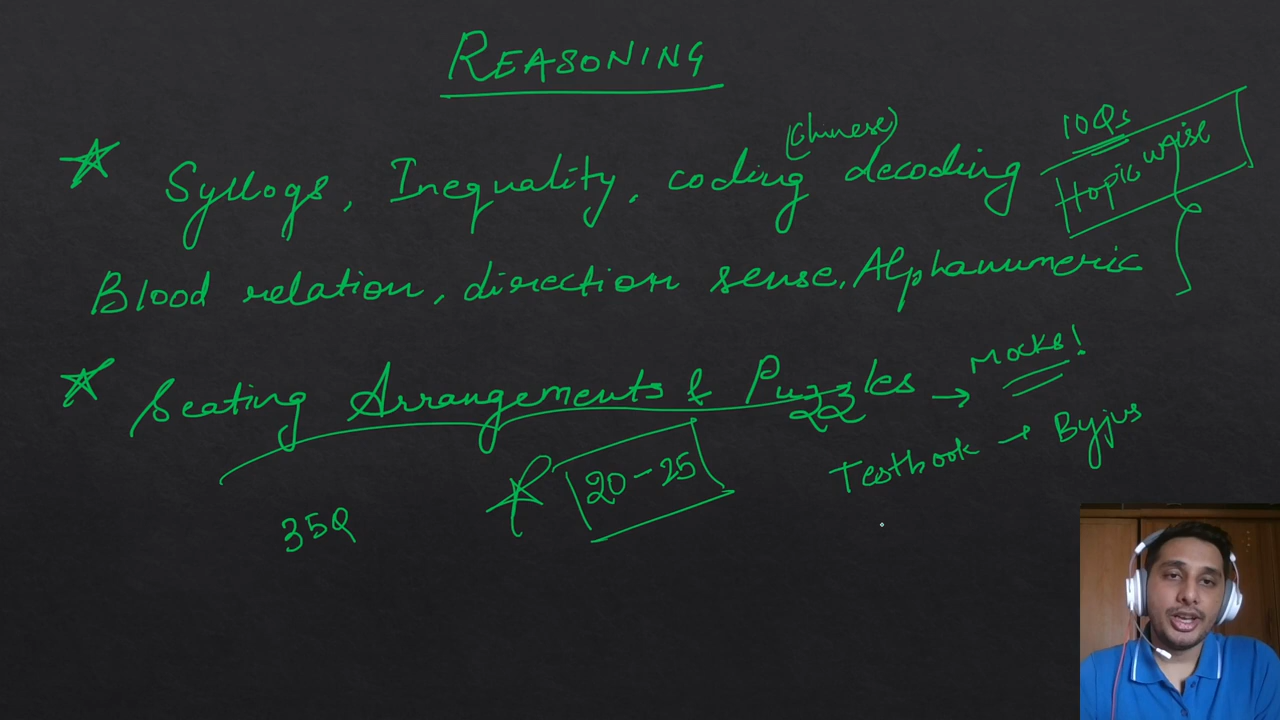 REASONING
(Chinese)
10Qs
Syllogs, Inequality, coding decoding
Topic wise
Blood relation, direction sense, Alphanumeric
Seating Arrangements & Puzzles → Mocks!
35Q
20-25
Testbook → Byjus